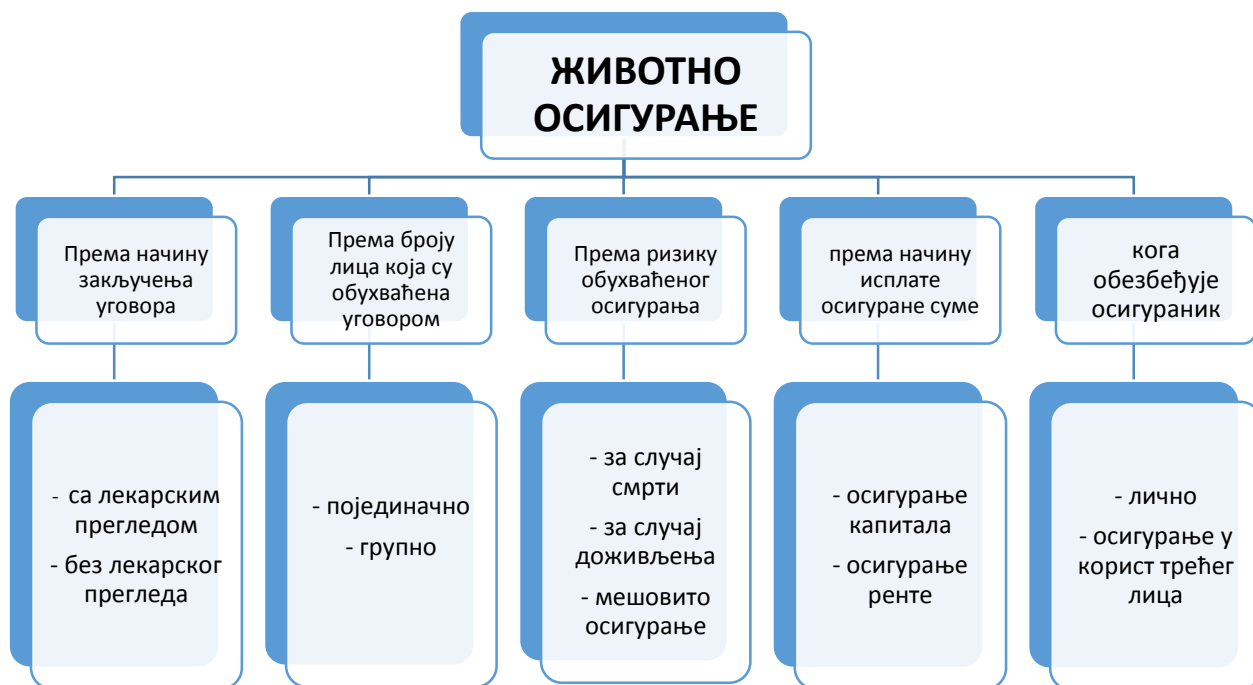 ЖИВОТНО
ОСИГУРАЊЕ
Према начину
закључења
уговора
Према броју
лица која су
обухваћена
уговором
Према ризику
обухваћеног
осигурања
према начину
исплате
осигуране суме
кога
обезбеђује
осигураник
- са лекарским
прегледом
- без лекарског
прегледа
- појединачно
- групно
- за случај
смрти
- за случај
доживљења
- мешовито
осигурање
- осигурање
капитала
- осигурање
ренте
- лично
- осигурање у
корист трећег
лица